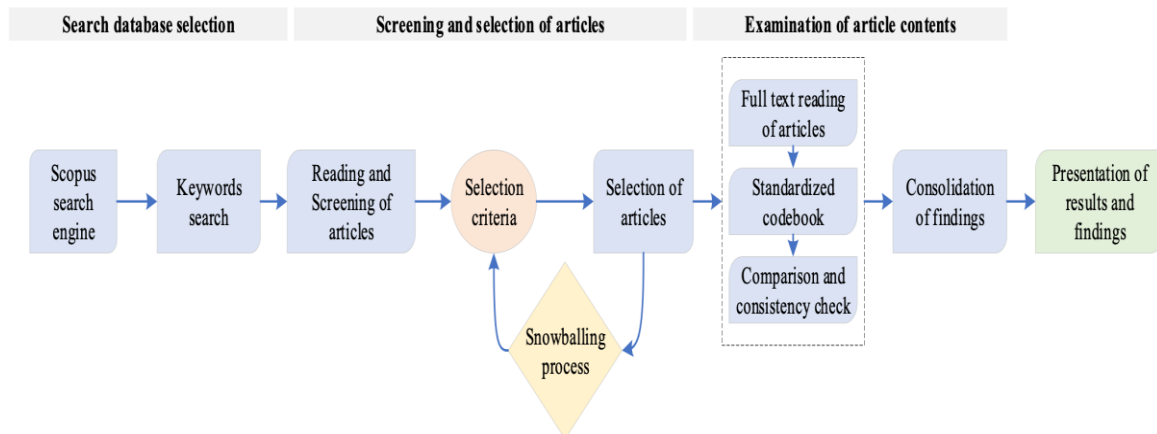 Search database selection
Screening and selection of articles
Examination of article contents
Scopus
search
engine
Keywords
search
Reading and
Screening of
articles
Selection
criteria
Snowballing
process
Selection of
articles
Full text reading
of articles
Standardized
codebook
Comparison and
consistency check
Consolidation
of findings
Presentation of
results and
findings